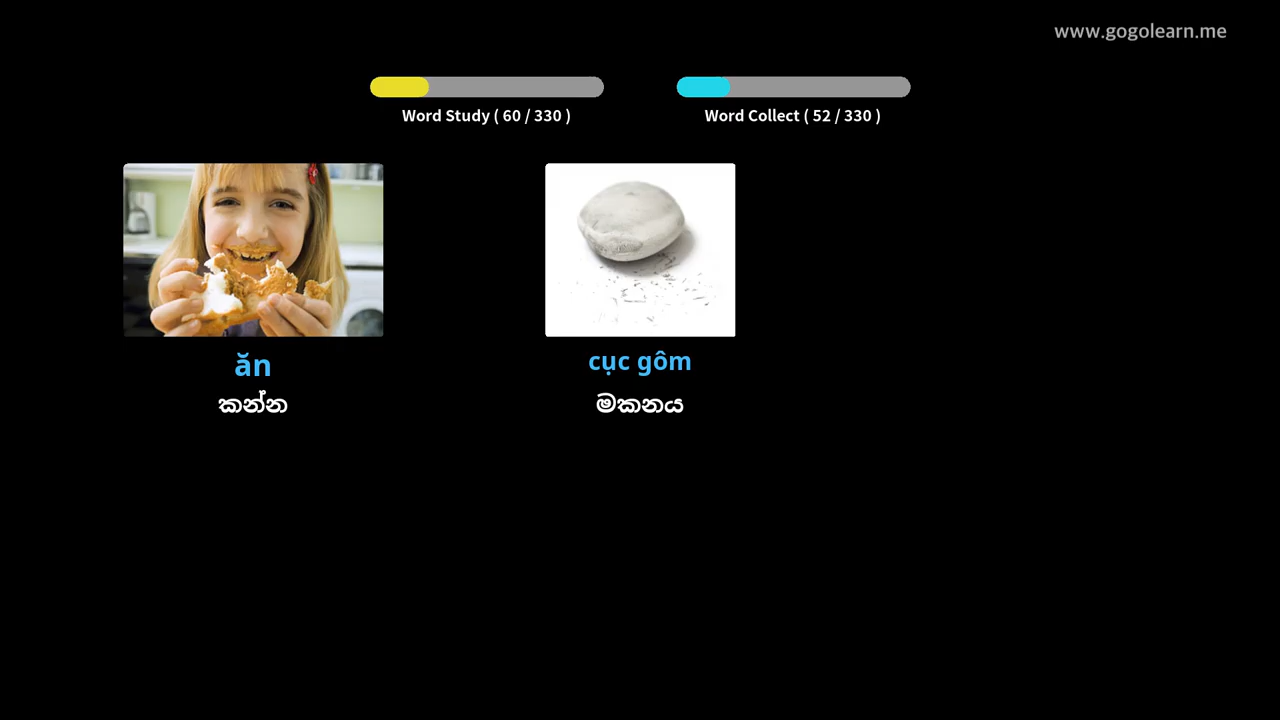 www.gogolearn.me
Word Study ( 60 / 330 )
Word Collect ( 52 / 330 )
ăn
කන්න
cục gôm
මකනය